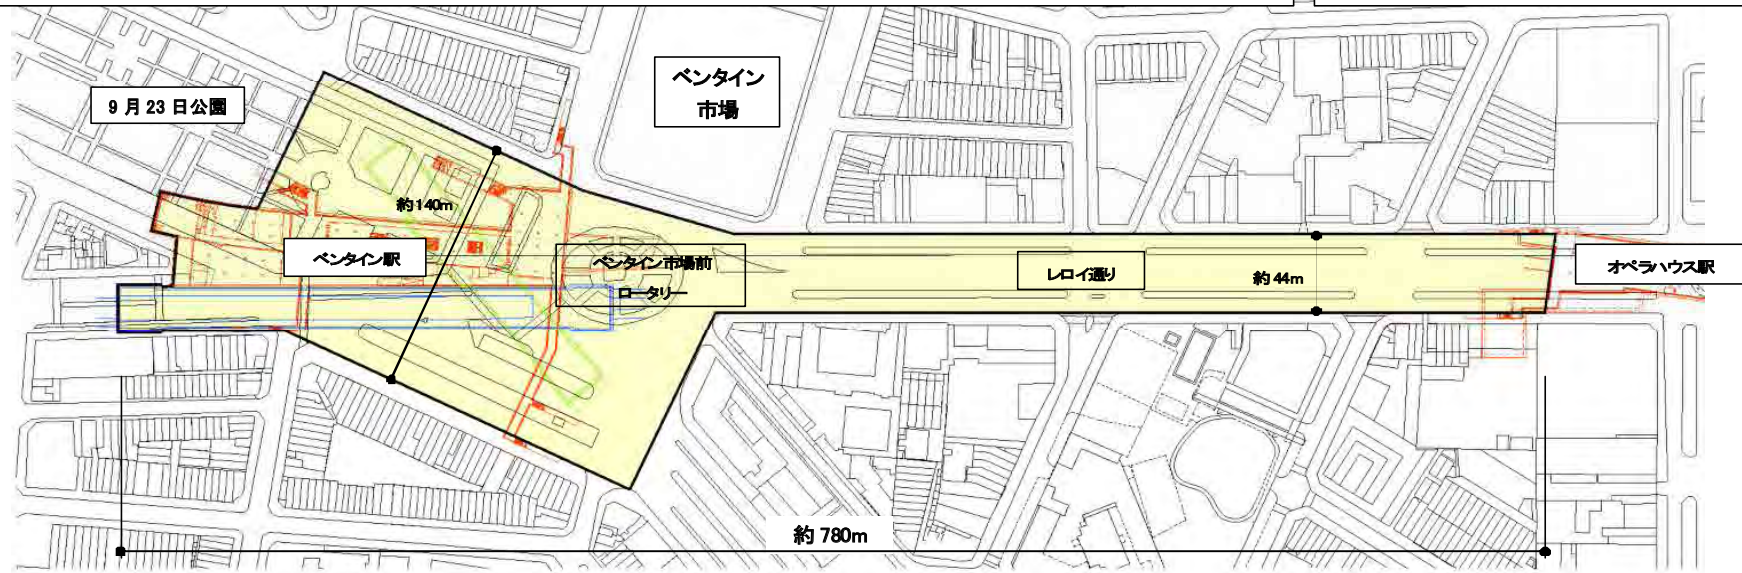 ベンタイン
市場
9月23日公園
約140m
ベンタイン駅
ベンタイン市場前
ロータリー
レロイ通り
約44m
オペラハウス駅
約780m